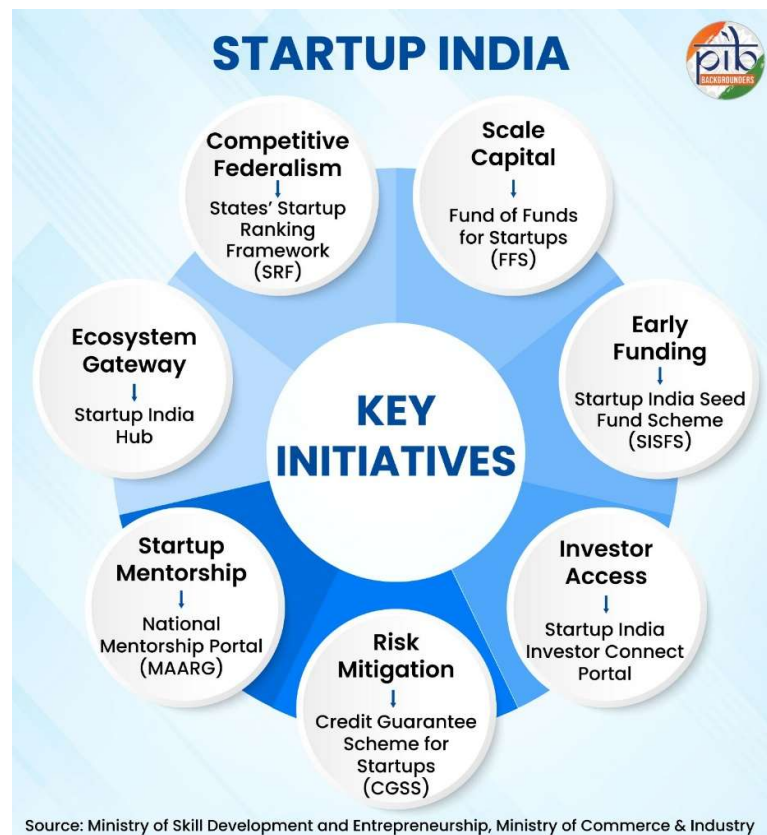 STARTUP INDIA
pib
BACKGROUNDERS
Competitive
Federalism
States' Startup
Ranking
Framework
(SRF)
Scale
Capital
Fund of Funds
for Startups
(FFS)
Ecosystem
Gateway
Startup India
Hub
Early
Funding
Startup India Seed
Fund Scheme
(SISFS)
KEY
INITIATIVES
Startup
Mentorship
National
Mentorship Portal
(MAARG)
Investor
Access
Startup India
Investor Connect
Portal
Risk
Mitigation
Credit Guarantee
Scheme for
Startups
(CGSS)
Source: Ministry of Skill Development and Entrepreneurship, Ministry of Commerce & Industry